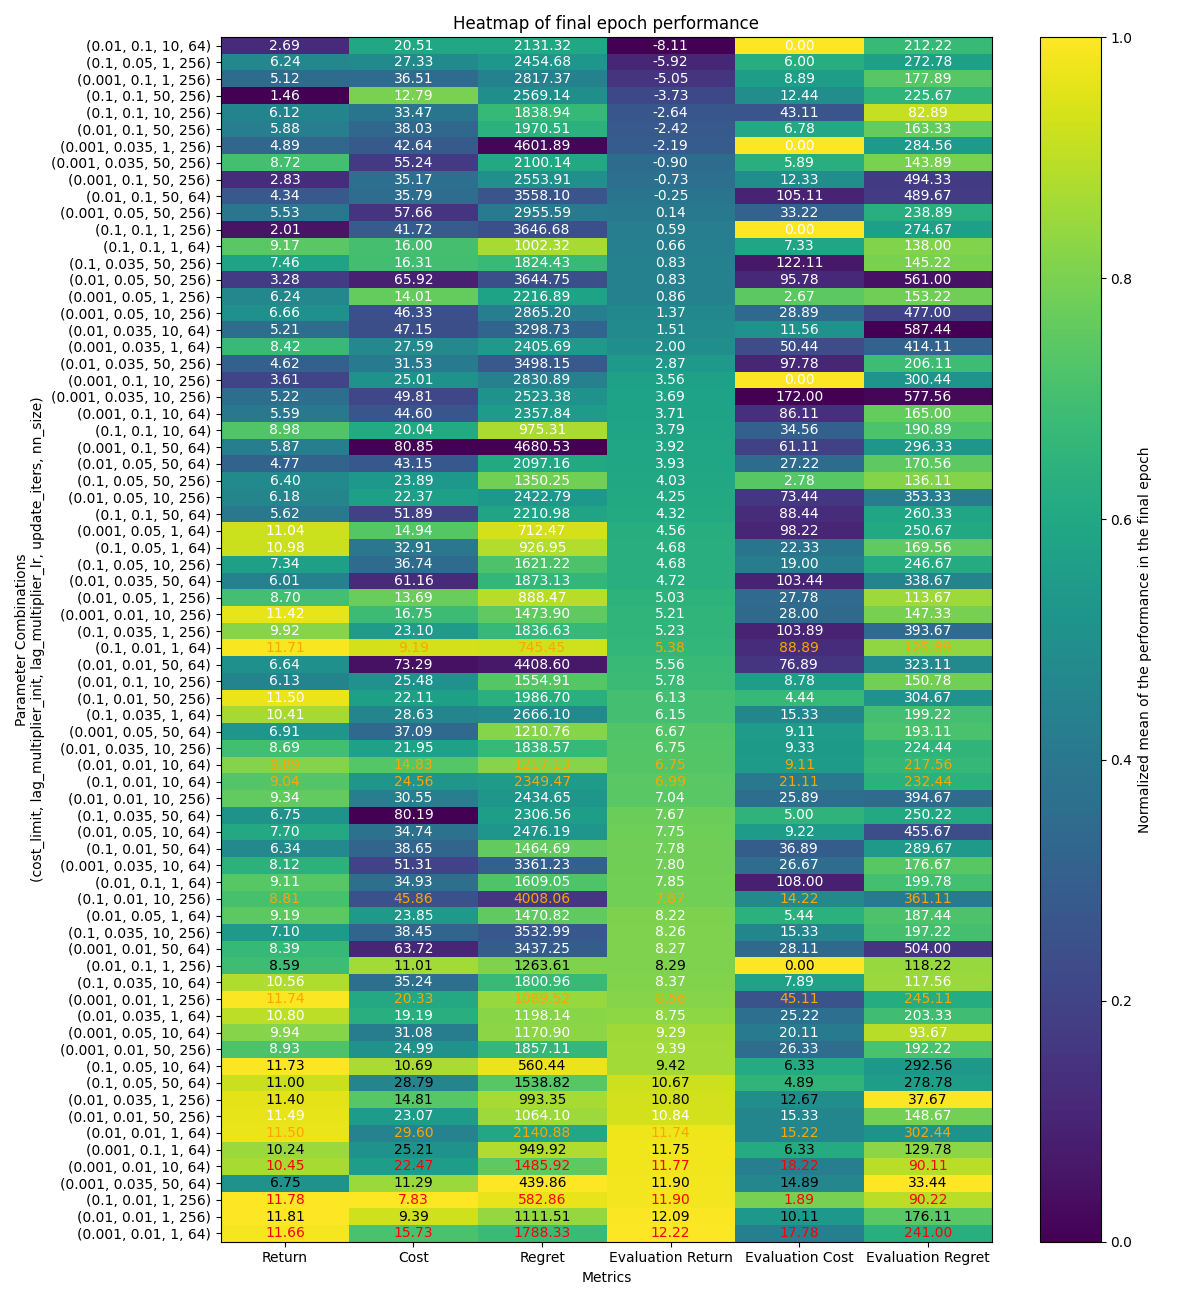 Heatmap of final epoch performance
(0.01, 0.1, 10, 64) 2.69 20.51 2131.32 -8.11 0.00 212.22
(0.1, 0.05, 1, 256) 6.24 27.33 2454.68 -5.92 6.00 272.78
(0.001, 0.1, 1, 256) 5.12 36.51 2817.37 -5.05 8.89 177.89
(0.1, 0.1, 50, 256) 1.46 12.79 2569.14 -3.73 12.44 225.67
(0.1, 0.1, 10, 256) 6.12 33.47 1838.94 -2.64 43.11 82.89
(0.01, 0.1, 50, 256) 5.88 38.03 1970.51 -2.42 6.78 163.33
(0.001, 0.035, 1, 256) 4.89 42.64 4601.89 -2.19 0.00 284.56
(0.001, 0.035, 50, 256) 8.72 55.24 2100.14 -0.90 5.89 143.89
(0.001, 0.1, 50, 256) 2.83 35.17 2553.91 -0.73 12.33 494.33
(0.01, 0.1, 50, 64) 4.34 35.79 3558.10 -0.25 105.11 489.67
(0.001, 0.05, 50, 256) 5.53 57.66 2955.59 0.14 33.22 238.89
(0.1, 0.1, 1, 256) 2.01 41.72 3646.68 0.59 0.00 274.67
(0.1, 0.1, 1, 64) 9.17 16.00 1002.32 0.66 7.33 138.00
(0.1, 0.035, 50, 256) 7.46 16.31 1824.43 0.83 122.11 145.22
(0.01, 0.05, 50, 256) 3.28 65.92 3644.75 0.83 95.78 561.00
(0.001, 0.05, 1, 256) 6.24 14.01 2216.89 0.86 2.67 153.22
(0.001, 0.05, 10, 256) 6.66 46.33 2865.20 1.37 28.89 477.00
(0.01, 0.035, 10, 64) 5.21 47.15 3298.73 1.51 11.56 587.44
(0.001, 0.035, 1, 64) 8.42 27.59 2405.69 2.00 50.44 414.11
(0.01, 0.035, 50, 256) 4.62 31.53 3498.15 2.87 97.78 206.11
(0.001, 0.1, 10, 256) 3.61 25.01 2830.89 3.56 0.00 300.44
(0.001, 0.035, 10, 256) 5.22 49.81 2523.38 3.69 172.00 577.56
(0.001, 0.1, 10, 64) 5.59 44.60 2357.84 3.71 86.11 165.00
(0.1, 0.1, 10, 64) 8.98 20.04 975.31 3.79 34.56 190.89
(0.001, 0.1, 50, 64) 5.87 80.85 4680.53 3.92 61.11 296.33
(0.01, 0.05, 50, 64) 4.77 43.15 2097.16 3.93 27.22 170.56
(0.1, 0.05, 50, 256) 6.40 23.89 1350.25 4.03 2.78 136.11
(0.01, 0.05, 10, 256) 6.18 22.37 2422.79 4.25 73.44 353.33
(0.1, 0.1, 50, 64) 5.62 51.89 2210.98 4.32 88.44 260.33
(0.001, 0.05, 1, 64) 11.04 14.94 712.47 4.56 98.22 250.67
(0.1, 0.05, 1, 64) 10.98 32.91 926.95 4.68 22.33 169.56
(0.1, 0.05, 10, 256) 7.34 36.74 1621.22 4.68 19.00 246.67
(0.01, 0.035, 50, 64) 6.01 61.16 1873.13 4.72 103.44 338.67
(0.01, 0.05, 1, 256) 8.70 13.69 888.47 5.03 27.78 113.67
(0.001, 0.01, 10, 256) 11.42 16.75 1473.90 5.21 28.00 147.33
(0.1, 0.035, 1, 256) 9.92 23.10 1836.63 5.23 103.89 393.67
(0.1, 0.01, 1, 64) 11.71 9.19 745.45 5.38 88.89
(0.01, 0.01, 50, 64) 6.64 73.29 4408.60 5.56 76.89 323.11
(0.01, 0.1, 10, 256) 6.13 25.48 1554.91 5.78 8.78 150.78
(0.1, 0.01, 50, 256) 11.50 22.11 1986.70 6.13 4.44 304.67
(0.1, 0.035, 1, 64) 10.41 28.63 2666.10 6.15 15.33 199.22
(0.001, 0.05, 50, 64) 6.91 37.09 1210.76 6.67 9.11 193.11
(0.01, 0.035, 10, 256) 8.69 21.95 1838.57 6.75 9.33 224.44
(0.01, 0.01, 10, 64) 14.83 6.75 9.11 217.56
(0.1, 0.01, 10, 64) 9.04 24.56 2349.47 6.99 21.11 232.44
(0.01, 0.01, 10, 256) 9.34 30.55 2434.65 7.04 25.89 394.67
(0.1, 0.035, 50, 64) 6.75 80.19 2306.56 7.67 5.00 250.22
(0.01, 0.05, 10, 64) 7.70 34.74 2476.19 7.75 9.22 455.67
(0.1, 0.01, 50, 64) 6.34 38.65 1464.69 7.78 36.89 289.67
(0.001, 0.035, 10, 64) 8.12 51.31 3361.23 7.80 26.67 176.67
(0.01, 0.1, 1, 64) 9.11 34.93 1609.05 7.85 108.00 199.78
(0.1, 0.01, 10, 256) 8.81 45.86 4008.06 14.22 361.11
(0.01, 0.05, 1, 64) 9.19 23.85 1470.82 8.22 5.44 187.44
(0.1, 0.035, 10, 256) 7.10 38.45 3532.99 8.26 15.33 197.22
(0.001, 0.01, 50, 64) 8.39 63.72 3437.25 8.27 28.11 504.00
(0.01, 0.1, 1, 256) 8.59 11.01 1263.61 8.29 0.00 118.22
(0.1, 0.035, 10, 64) 10.56 35.24 1800.96 8.37 7.89 117.56
(0.001, 0.01, 1, 256) 11.74 20.33 45.11 245.11
(0.01, 0.035, 1, 64) 10.80 19.19 1198.14 8.75 25.22 203.33
(0.001, 0.05, 10, 64) 9.94 31.08 1170.90 9.29 20.11 93.67
(0.001, 0.01, 50, 256) 8.93 24.99 1857.11 9.39 26.33 192.22
(0.1, 0.05, 10, 64) 11.73 10.69 560.44 9.42 6.33 292.56
(0.1, 0.05, 50, 64) 11.00 28.79 1538.82 10.67 4.89 278.78
(0.01, 0.035, 1, 256) 11.40 14.81 993.35 10.80 12.67 37.67
(0.01, 0.01, 50, 256) 11.49 23.07 1064.10 10.84 15.33 148.67
(0.01, 0.01, 1, 64) 11.50 29.60 2140.88 11.74 15.22 302.44
(0.001, 0.1, 1, 64) 10.24 25.21 949.92 11.75 6.33 129.78
(0.001, 0.01, 10, 64) 10.45 22.47 1485.92 11.77 18.22 90.11
(0.001, 0.035, 50, 64) 6.75 11.29 439.86 11.90 14.89 33.44
(0.1, 0.01, 1, 256) 11.78 7.83 582.86 11.90 1.89 90.22
(0.01, 0.01, 1, 256) 11.81 9.39 1111.51 12.09 10.11 176.11
(0.001, 0.01, 1, 64) 11.66 15.73 1788.33 12.22 17.78 241.00
Return Cost Regret Evaluation Return Evaluation Cost Evaluation Regret
Metrics
Parameter Combinations
(cost_limit, lag_multiplier_init, lag_multiplier_lr, update_iters, nn_size)
1.0
0.8
0.6
0.4
0.2
0.0
Normalized mean of the performance in the final epoch